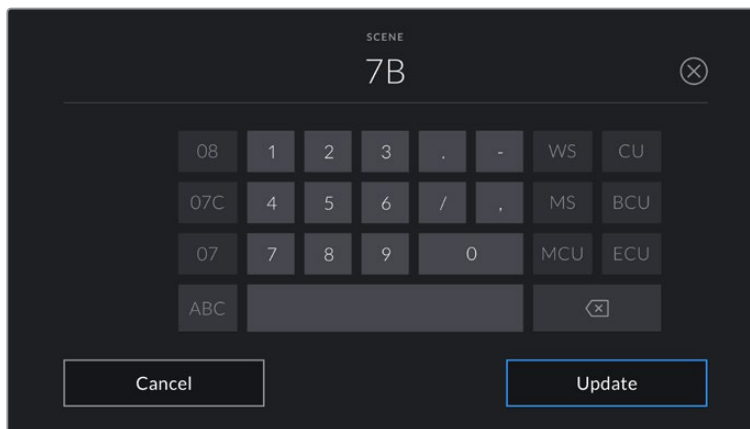 SCENE
7B
08 1 2 3 . - WS CU
07C 4 5 6 / , MS BCU
07 7 8 9 0 MCU ECU
ABC
Cancel Update